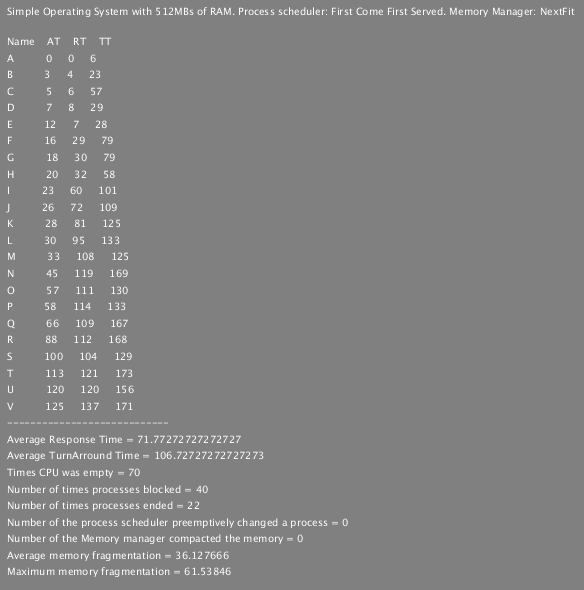 Simple Operating System with 512MBs of RAM. Process scheduler: First Come First Served. Memory Manager: NextFit
Name AT RT TT
A 0 0 6
B 3 4 23
C 5 6 57
D 7 8 29
E 12 7 28
F 16 29 79
G 18 30 79
H 20 32 58
I 23 60 101
J 26 72 109
K 28 81 125
L 30 95 133
M 33 108 125
N 45 119 169
O 57 111 130
P 58 114 133
Q 66 109 167
R 88 112 168
S 100 104 129
T 113 121 173
U 120 120 156
V 125 137 171
----------------------------
Average Response Time = 71.77272727272727
Average TurnArround Time = 106.72727272727273
Times CPU was empty = 70
Number of times processes blocked = 40
Number of times processes ended = 22
Number of the process scheduler preemptively changed a process = 0
Number of the Memory manager compacted the memory = 0
Average memory fragmentation = 36.127666
Maximum memory fragmentation = 61.53846